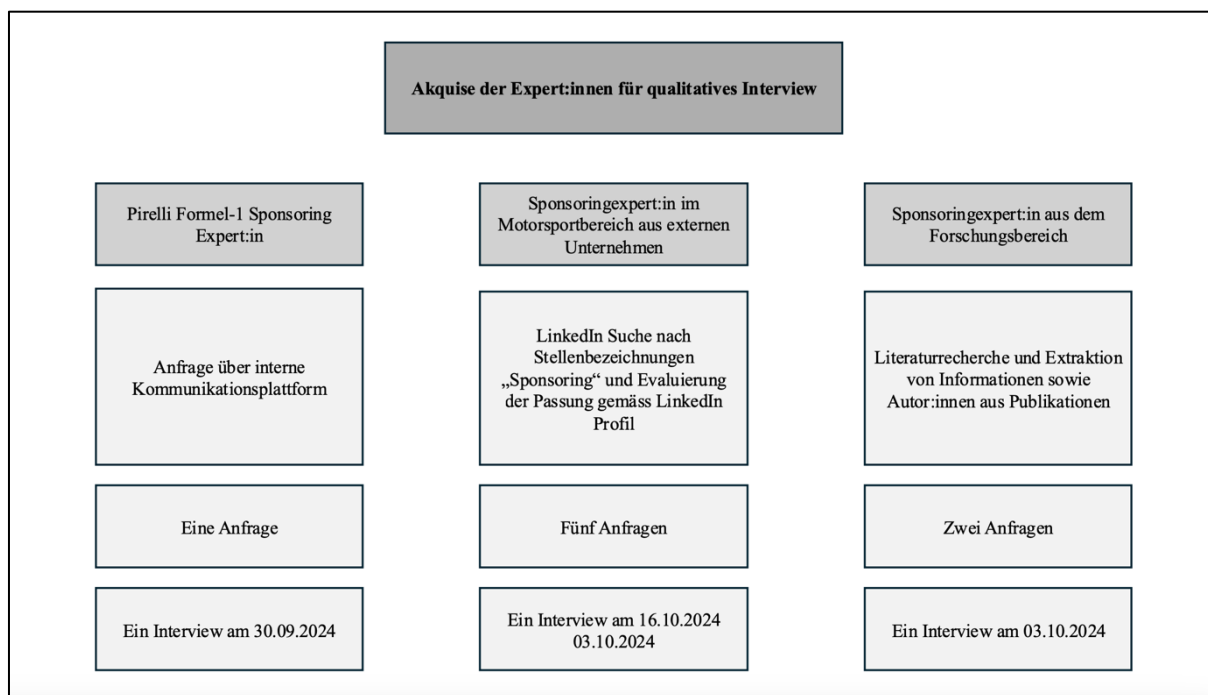 Akquise der Expert:innen für qualitatives Interview
Pirelli Formel-1 Sponsoring
Expert:in
Sponsoringexpert:in im
Motorsportbereich aus externen
Unternehmen
Sponsoringexpert:in aus dem
Forschungsbereich
Anfrage über interne
Kommunikationsplattform
LinkedIn Suche nach
Stellenbezeichnungen
„Sponsoring“ und Evaluierung
der Passung gemäss LinkedIn
Profil
Literaturrecherche und Extraktion
von Informationen sowie
Autor:innen aus Publikationen
Eine Anfrage
Fünf Anfragen
Zwei Anfragen
Ein Interview am 30.09.2024
Ein Interview am 16.10.2024
03.10.2024
Ein Interview am 03.10.2024